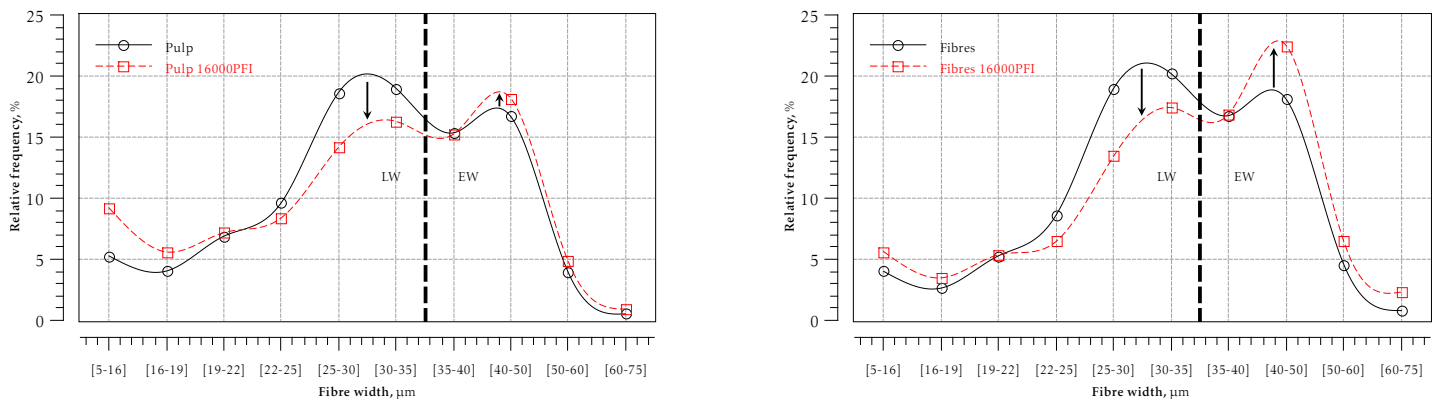 25
20
15
10
5
0
Relative frequency, %
Pulp
Pulp 16000PFI
LW
EW
[5-16] [16-19] [19-22] [22-25] [25-30] [30-35] [35-40] [40-50] [50-60] [60-75]
Fibre width, μm
25
20
15
10
5
0
Relative frequency, %
Fibres
Fibres 16000PFI
LW
EW
[5-16] [16-19] [19-22] [22-25] [25-30] [30-35] [35-40] [40-50] [50-60] [60-75]
Fibre width, μm